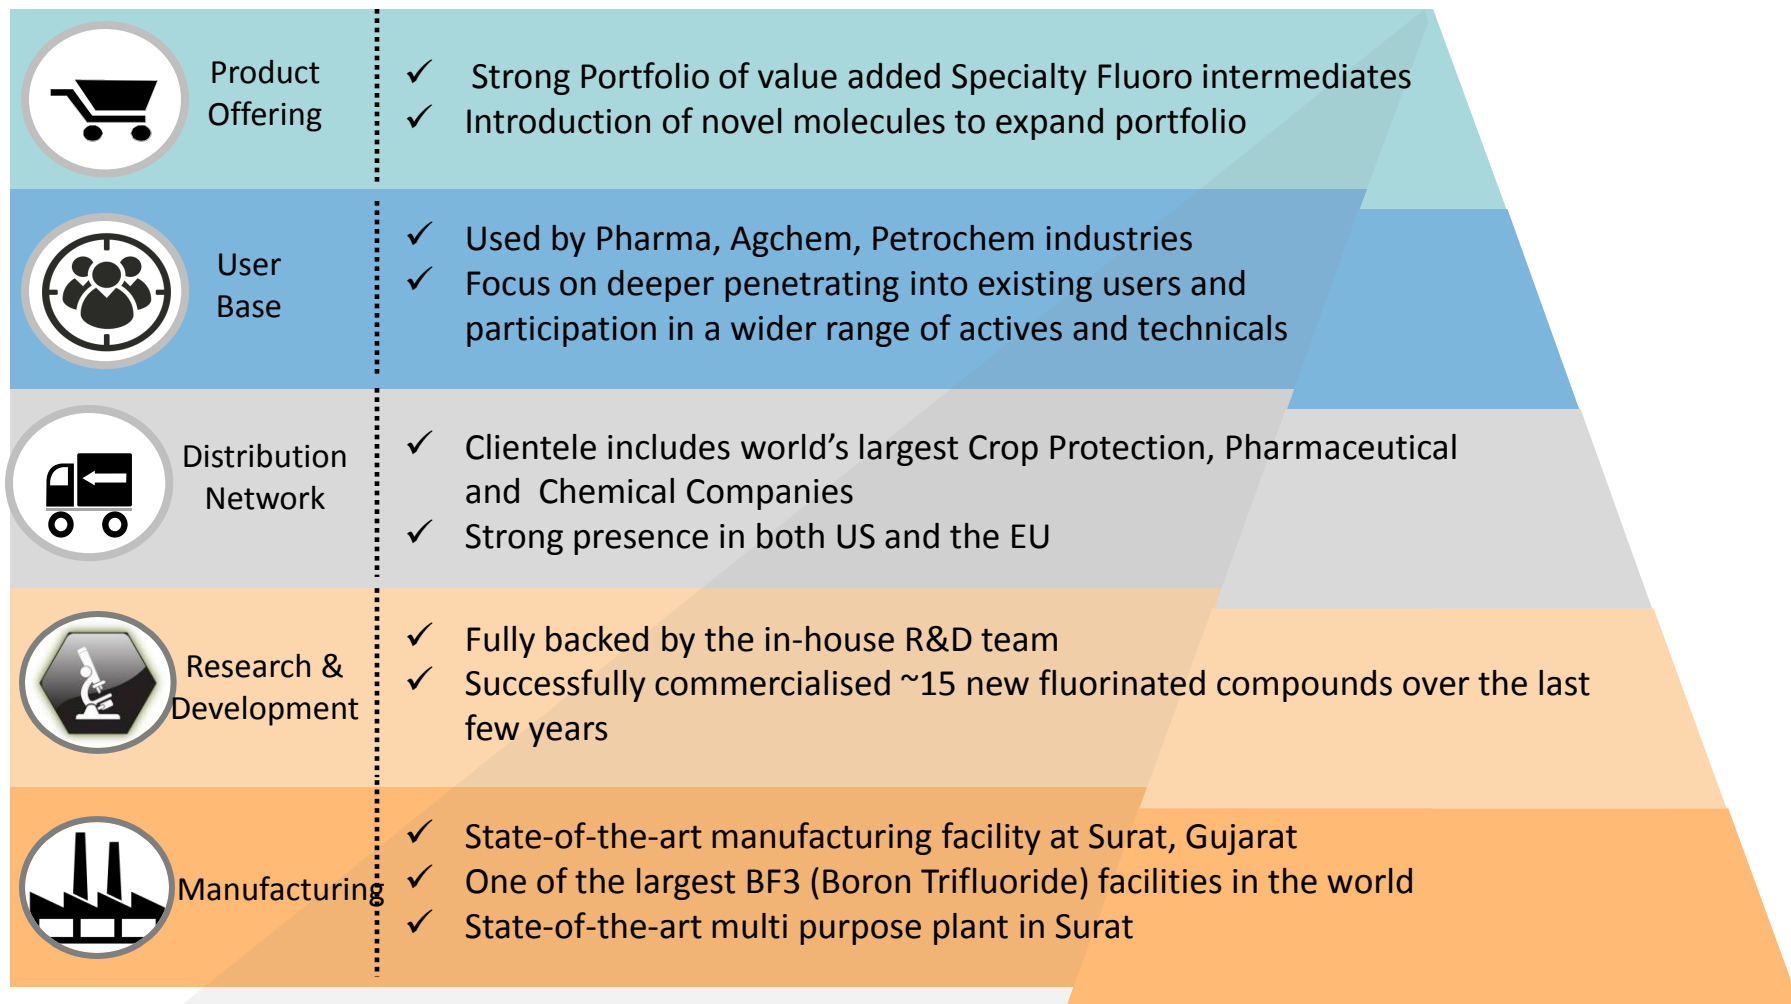 Product
Offering
✓ Strong Portfolio of value added Specialty Fluoro intermediates
✓ Introduction of novel molecules to expand portfolio
User
Base
✓ Used by Pharma, Agchem, Petrochem industries
✓ Focus on deeper penetrating into existing users and
participation in a wider range of actives and technicals
Distribution
Network
✓ Clientele includes world’s largest Crop Protection, Pharmaceutical
and Chemical Companies
✓ Strong presence in both US and the EU
Research &
Development
✓ Fully backed by the in-house R&D team
✓ Successfully commercialised ~15 new fluorinated compounds over the last
few years
Manufacturing
✓ State-of-the-art manufacturing facility at Surat, Gujarat
✓ One of the largest BF3 (Boron Trifluoride) facilities in the world
✓ State-of-the-art multi purpose plant in Surat